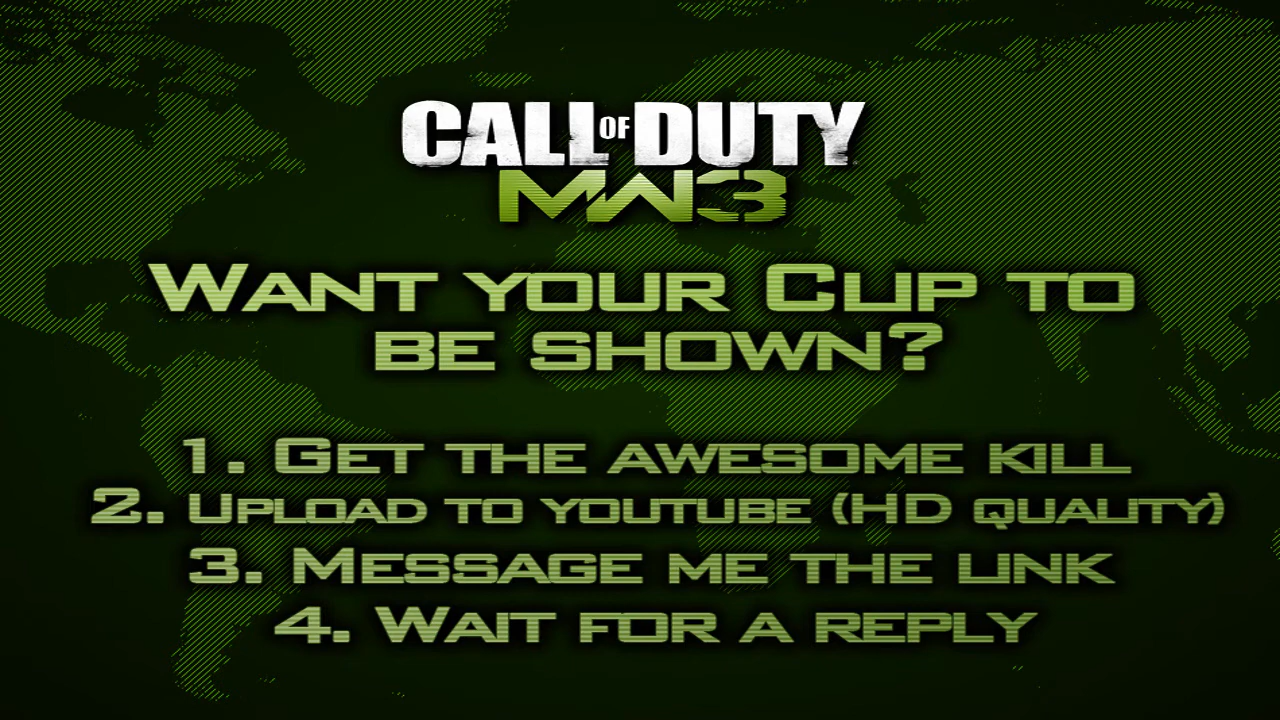 CALL OF DUTY
MW3
Want your Clip to
be shown?
1. Get the awesome kill
2. Upload to youtube (HD quality)
3. Message me the link
4. Wait for a reply